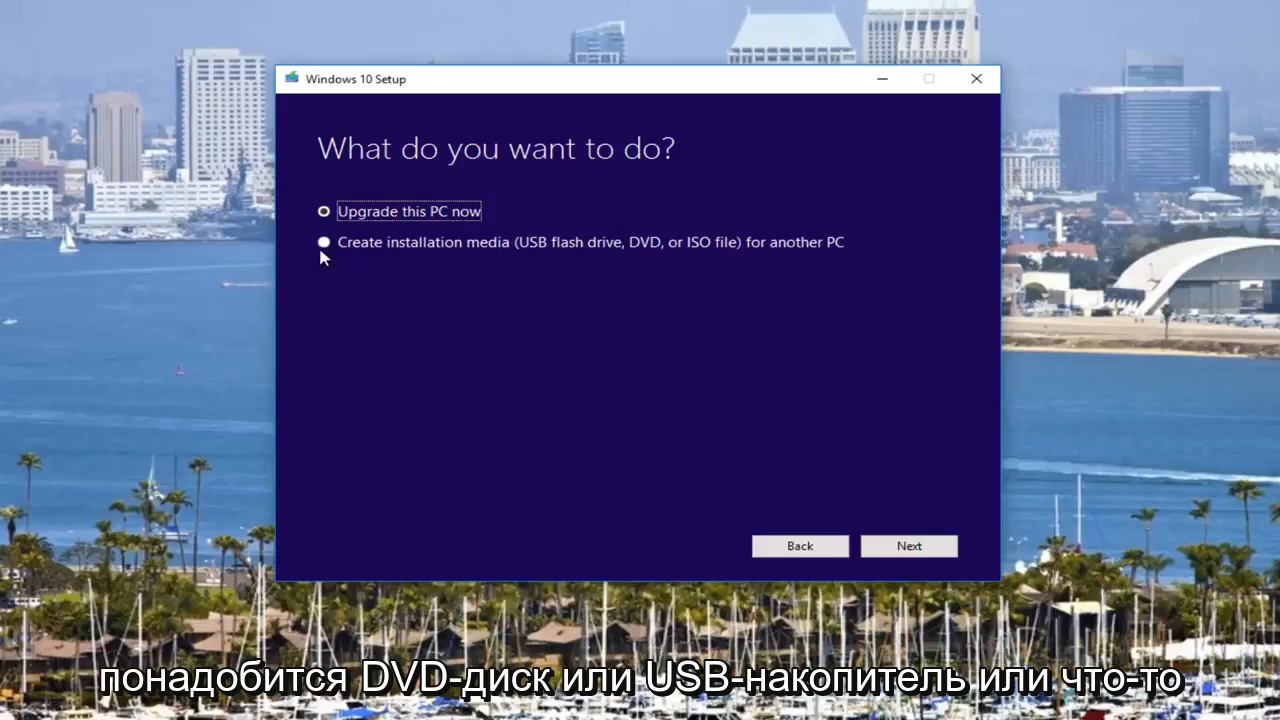 Windows 10 Setup
What do you want to do?
Upgrade this PC now
Create installation media (USB flash drive, DVD, or ISO file) for another PC
Back
Next
понадобится DVD-диск или USB-накопитель или что-то